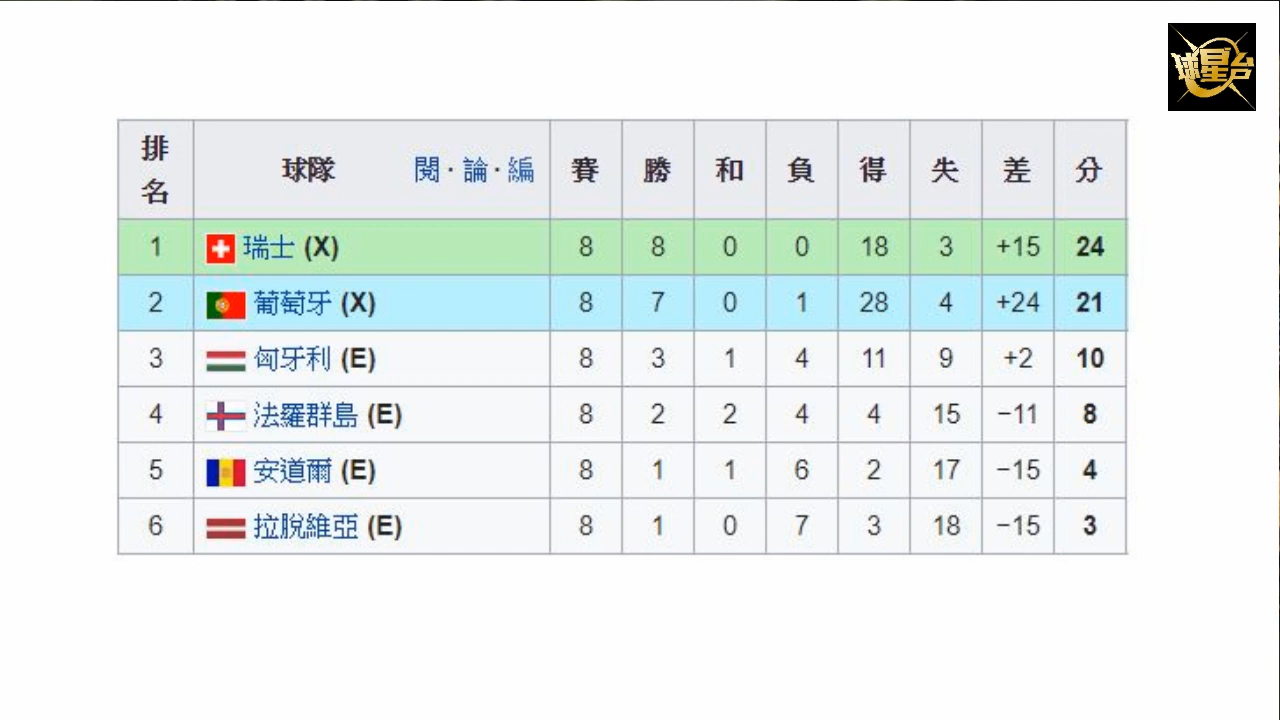 球星台
排名 球隊 閱·論·編 賽 勝 和 負 得 失 差 分
1 瑞士 (X) 8 8 0 0 18 3 +15 24
2 葡萄牙 (X) 8 7 0 1 28 4 +24 21
3 匈牙利 (E) 8 3 1 4 11 9 +2 10
4 法羅群島 (E) 8 2 2 4 4 15 −11 8
5 安道爾 (E) 8 1 1 6 2 17 −15 4
6 拉脫維亞 (E) 8 1 0 7 3 18 −15 3